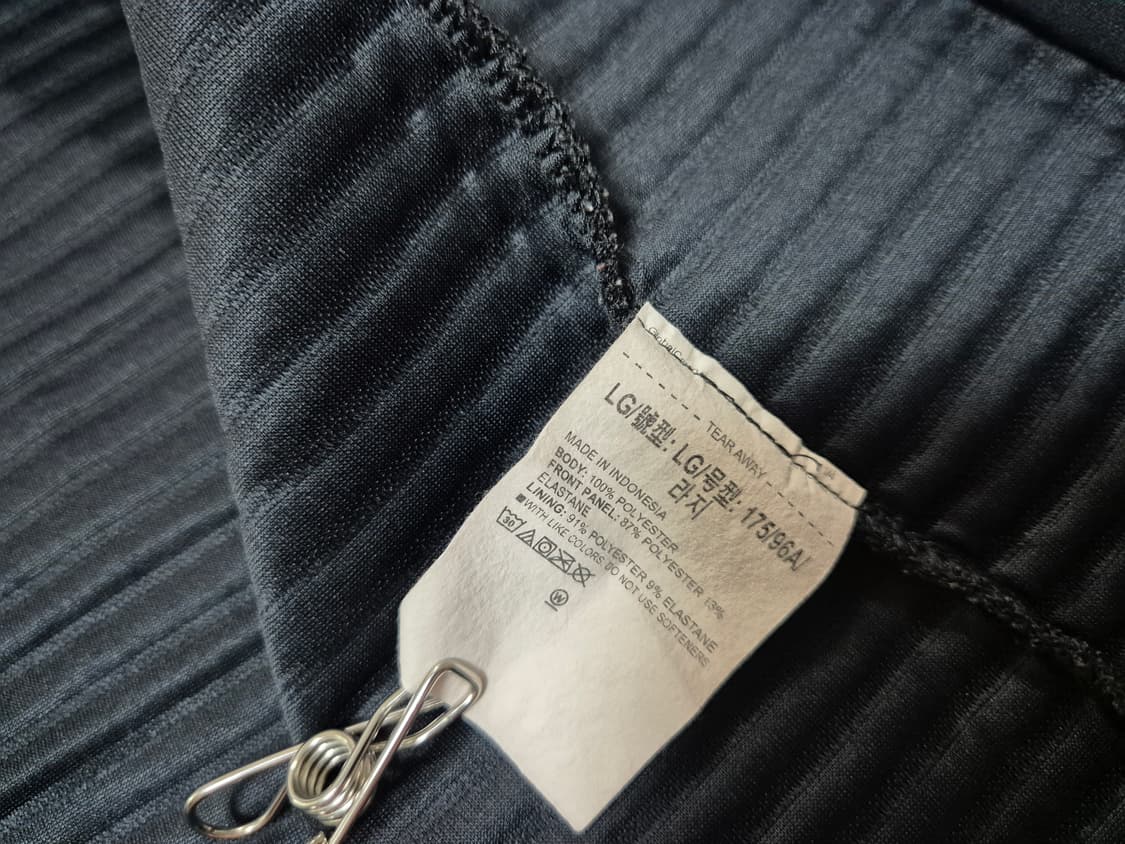 TEAR AWAY
LG/號型: LG/号型: 175/96A/
라지
MADE IN INDONESIA
BODY: 100% POLYESTER
FRONT PANEL: 87% POLYESTER 13%
ELASTANE
LINING: 91% POLYESTER 9% ELASTANE
WITH LIKE COLORS DO NOT USE SOFTENERS
30
W